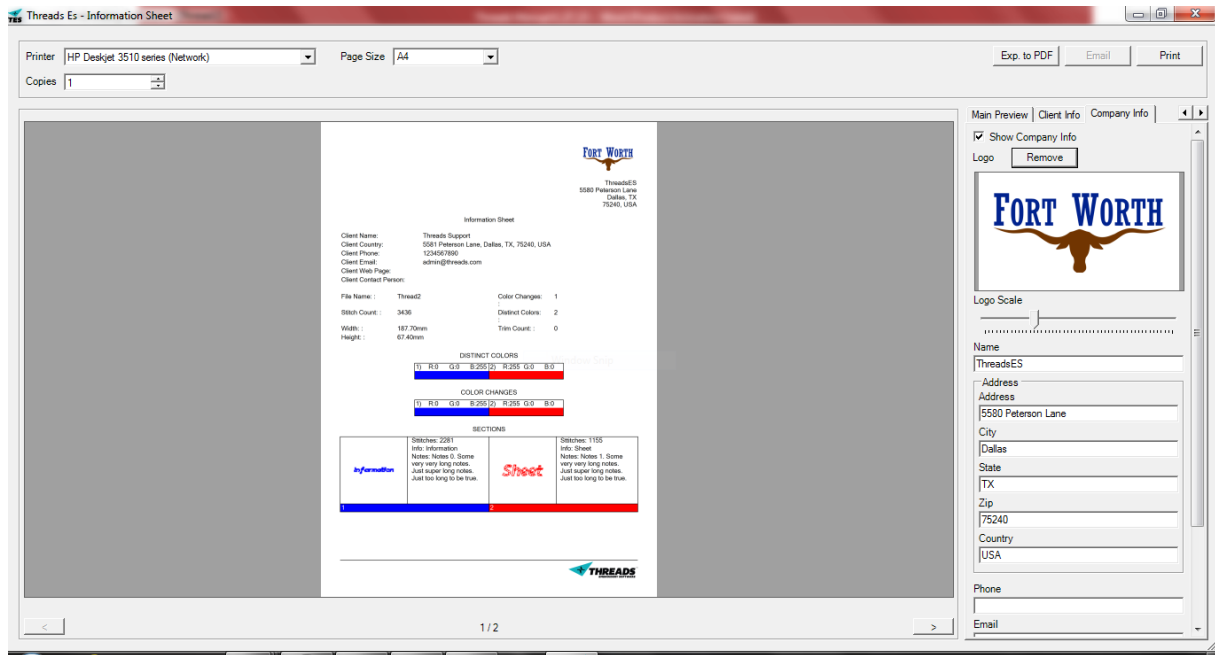 TES Threads Es - Information Sheet
Printer HP Deskjet 3510 series (Network) Page Size A4 Exp. to PDF Email Print
Copies 1
Main Preview Client Info Company Info
Show Company Info
Logo Remove
FORT WORTH
Logo Scale
Name
ThreadsES
Address
Address
5580 Peterson Lane
City
Dallas
State
TX
Zip
75240
Country
USA
Phone
Email
FORT WORTH
ThreadsES
5580 Peterson Lane
Dallas, TX
75240, USA
Information Sheet
Client Name: Threads Support
Client Country: 5581 Peterson Lane, Dallas, TX, 75240, USA
Client Phone: 1234567890
Client Email: admin@threads.com
Client Web Page:
Client Contact Person:
File Name: : Thread2 Color Changes: 1
:
Stitch Count: : 3436 Distinct Colors: 2
:
Width: : 187.70mm Trim Count: : 0
Height: : 67.40mm
DISTINCT COLORS
1) R:0 G:0 B:255 2) R:255 G:0 B:0
COLOR CHANGES
1) R:0 G:0 B:255 2) R:255 G:0 B:0
SECTIONS
Information
Stitches: 2281
Info: Information
Notes: Notes 0. Some
very very long notes.
Just super long notes.
Just too long to be true.
Sheet
Stitches: 1155
Info: Sheet
Notes: Notes 1. Some
very very long notes.
Just super long notes.
Just too long to be true.
1 2
THREADS
< 1 / 2 >